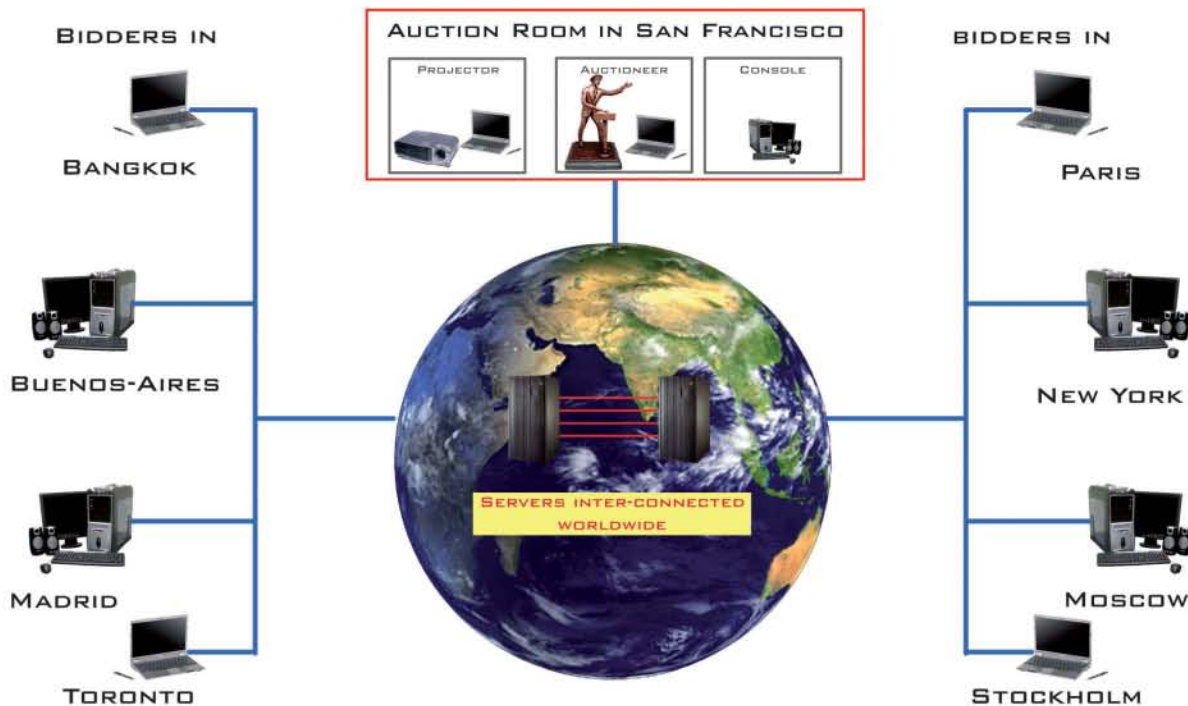 BIDDERS IN
BANGKOK
BUENOS-AIRES
MADRID
TORONTO
AUCTION ROOM IN SAN FRANCISCO
PROJECTOR
AUCTIONEER
CONSOLE
SERVERS INTER-CONNECTED
WORLDWIDE
BIDDERS IN
PARIS
NEW YORK
MOSCOW
STOCKHOLM